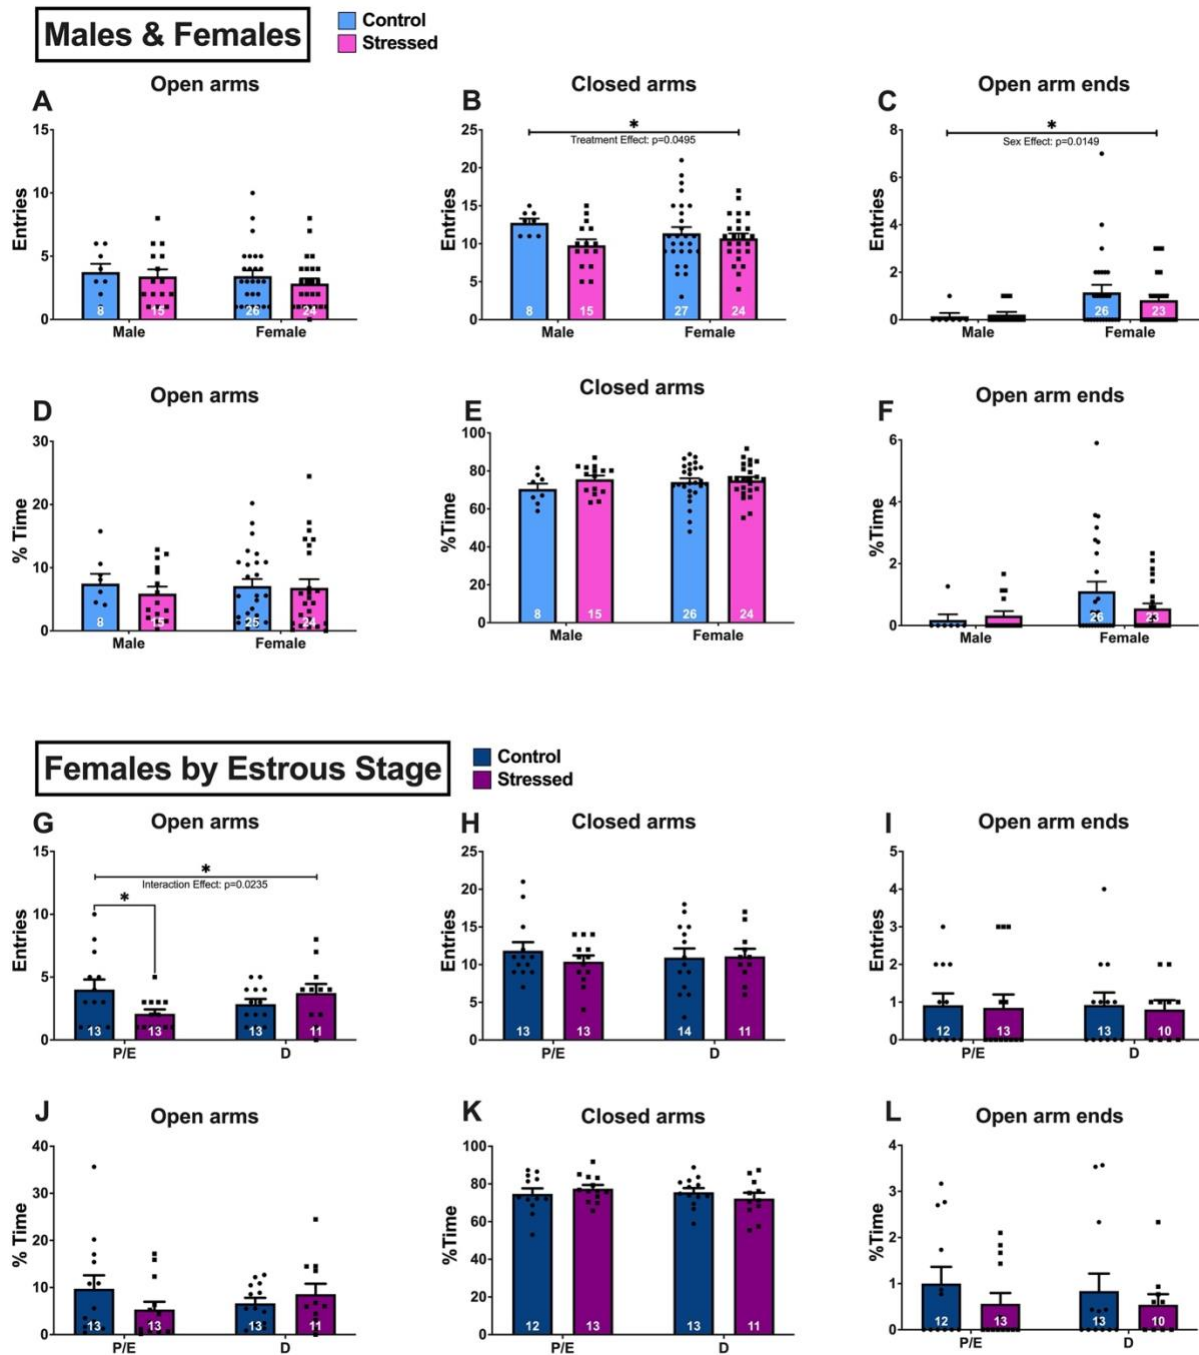 Males & Females
Control
Stressed
A
Open arms
15
10
5
0
Entries
8
15
26
24
Male
Female
B
Closed arms
*
Treatment Effect: p=0.0495
25
20
15
10
5
0
Entries
8
15
27
24
Male
Female
C
Open arm ends
*
Sex Effect: p=0.0149
8
6
4
2
0
Entries
26
23
Male
Female
D
Open arms
30
20
10
0
% Time
8
15
25
24
Male
Female
E
Closed arms
100
80
60
40
20
0
%Time
8
15
26
24
Male
Female
F
Open arm ends
6
4
2
0
%Time
26
23
Male
Female
Females by Estrous Stage
Control
Stressed
G
Open arms
*
Interaction Effect: p=0.0235
*
15
10
5
0
Entries
13
13
13
11
P/E
D
H
Closed arms
25
20
15
10
5
0
Entries
13
13
14
11
P/E
D
I
Open arm ends
5
4
3
2
1
0
Entries
12
13
13
10
P/E
D
J
Open arms
40
30
20
10
0
% Time
13
13
13
11
P/E
D
K
Closed arms
100
80
60
40
20
0
%Time
12
13
13
11
P/E
D
L
Open arm ends
4
3
2
1
0
%Time
12
13
13
10
P/E
D